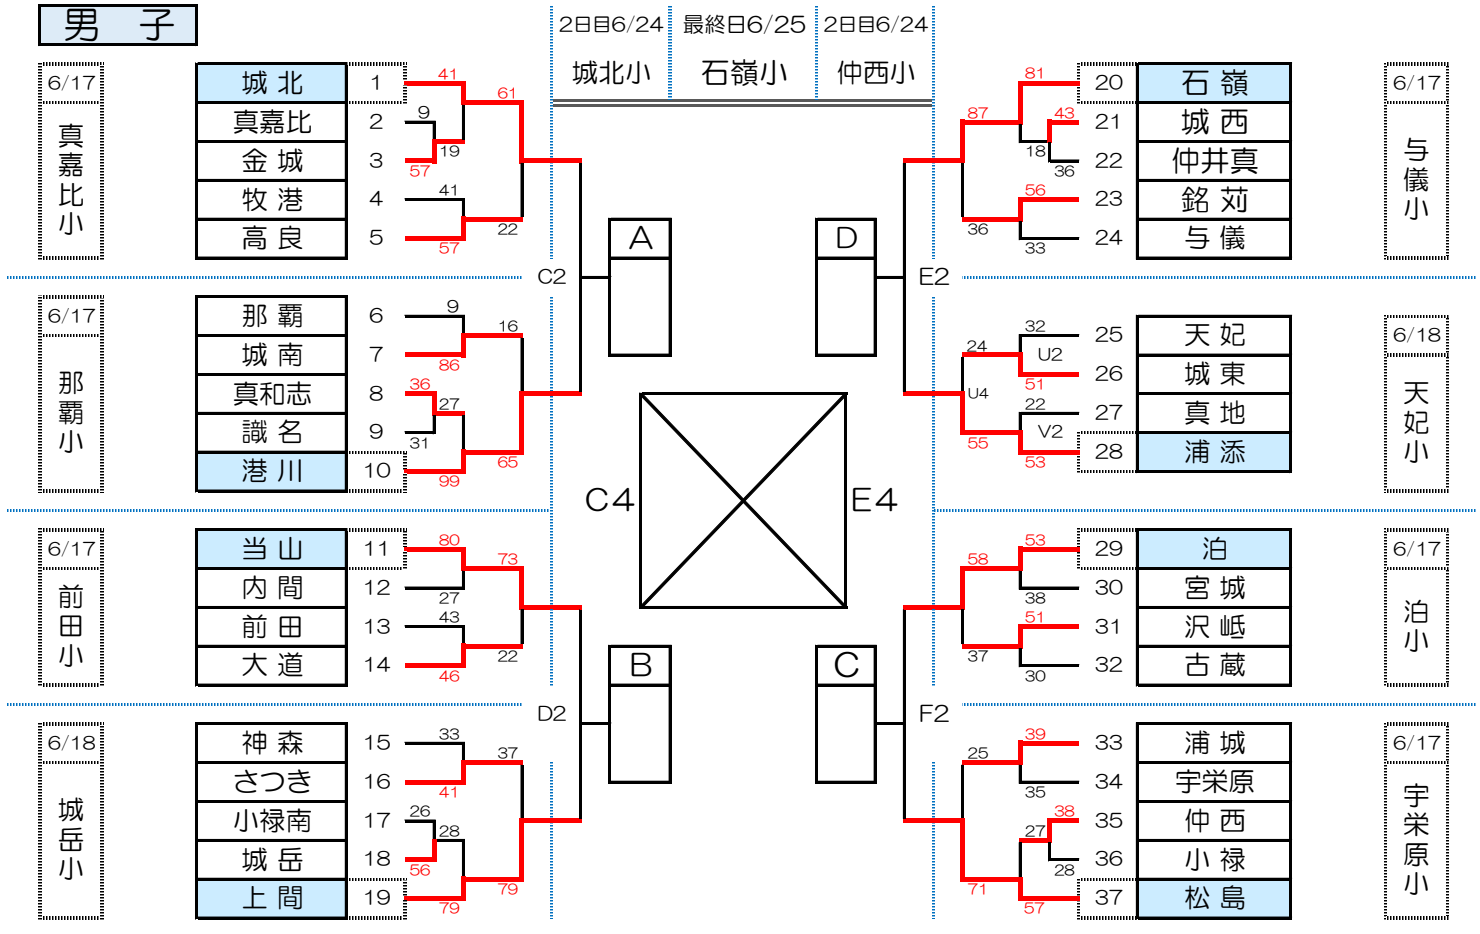 男 子
2日目6/24 最終日6/25 2日目6/24
城北小 石嶺小 仲西小
6/17
真嘉比小
城 北 1 41
真嘉比 2 9
金 城 3 57
19
61
牧 港 4 41
高 良 5 57
22
C2
6/17
那覇小
那 覇 6 9
城 南 7 86
16
真和志 8 36
識 名 9 31
27
港 川 10 99
65
6/17
前田小
当 山 11 80
内 間 12 27
73
前 田 13 43
大 道 14 46
22
D2
6/18
城岳小
神 森 15 33
さつき 16 41
37
小禄南 17 26
城 岳 18 56
28
上 間 19 79
79
A
B
C4
E4
D
C
81 20 石 嶺
43 21 城 西
36 22 仲井真
18
87
56 23 銘 苅
33 24 与 儀
36
6/17
与儀小
E2
32 25 天 妃
U2
51 26 城 東
24
U4
22 27 真 地
V2
53 28 浦 添
55
6/18
天妃小
53 29 泊
38 30 宮 城
58
51 31 沢 岻
30 32 古 蔵
37
6/17
泊小
F2
39 33 浦 城
35 34 宇栄原
25
38 35 仲 西
28 36 小 禄
27
57 37 松 島
71
6/17
宇栄原小